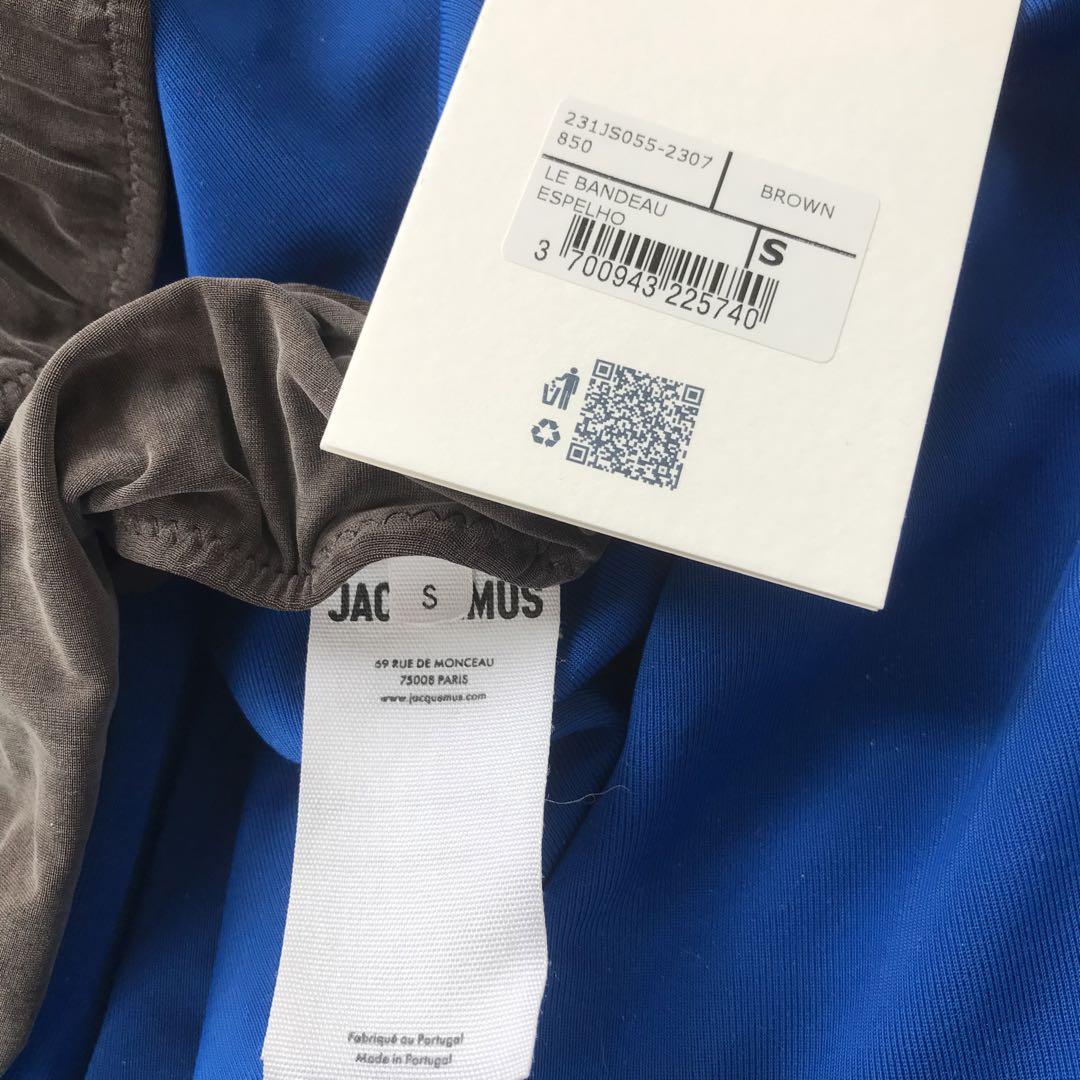 231JS055-2307
850
BROWN
LE BANDEAU
ESPELHO
S
3 700943 225740
JAC MUS
S
69 RUE DE MONCEAU
75008 PARIS
www.jacquemus.com
Fabriqué au Portugal
Made in Portugal